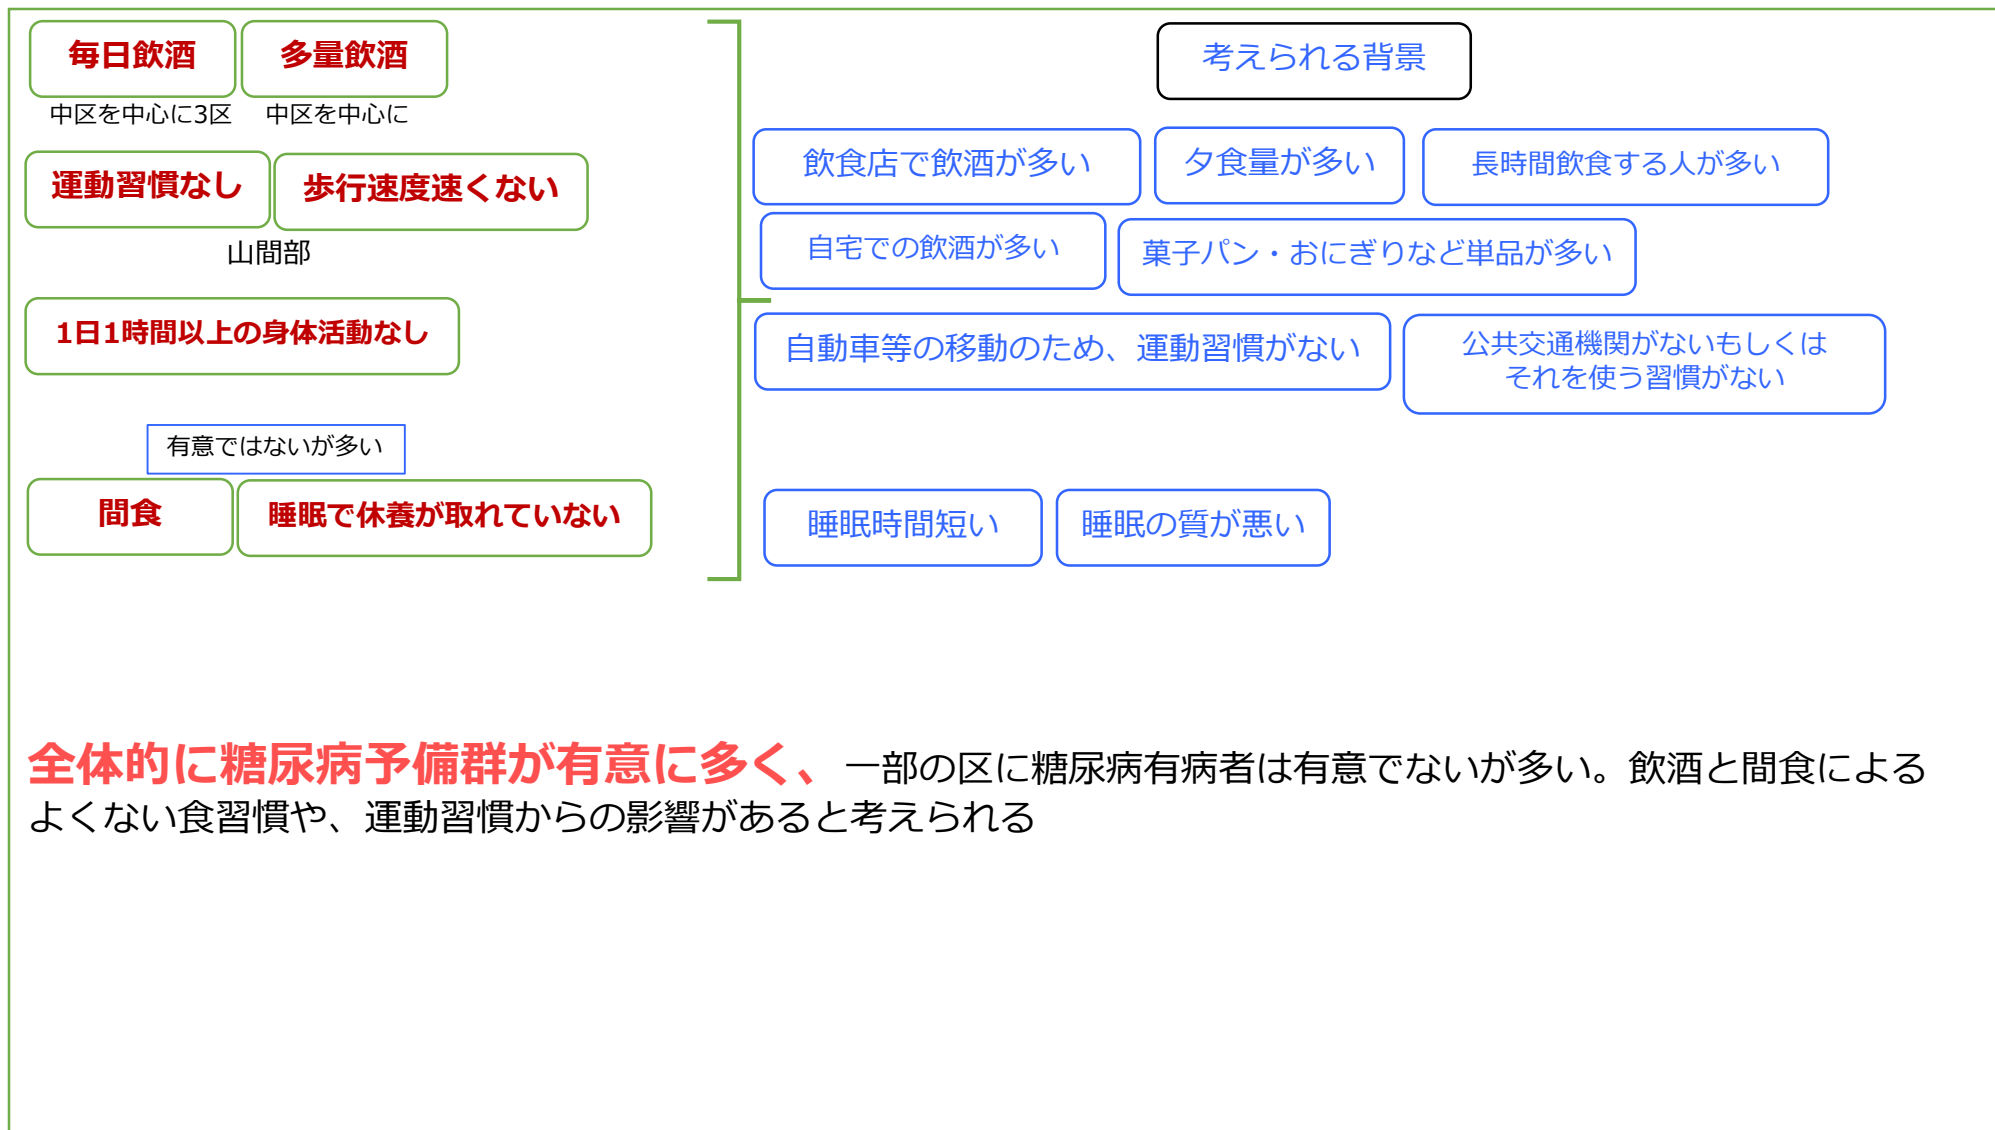 毎日飲酒
多量飲酒
中区を中心に3区
中区を中心に
運動習慣なし
歩行速度速くない
山間部
1日1時間以上の身体活動なし
有意ではないが多い
間食
睡眠で休養が取れていない
考えられる背景
飲食店で飲酒が多い
夕食量が多い
長時間飲食する人が多い
自宅での飲酒が多い
菓子パン・おにぎりなど単品が多い
自動車等の移動のため、運動習慣がない
公共交通機関がないもしくは
それを使う習慣がない
睡眠時間短い
睡眠の質が悪い
全体的に糖尿病予備群が有意に多く、一部の区に糖尿病有病者は有意でないが多い。飲酒と間食による
よくない食習慣や、運動習慣からの影響があると考えられる